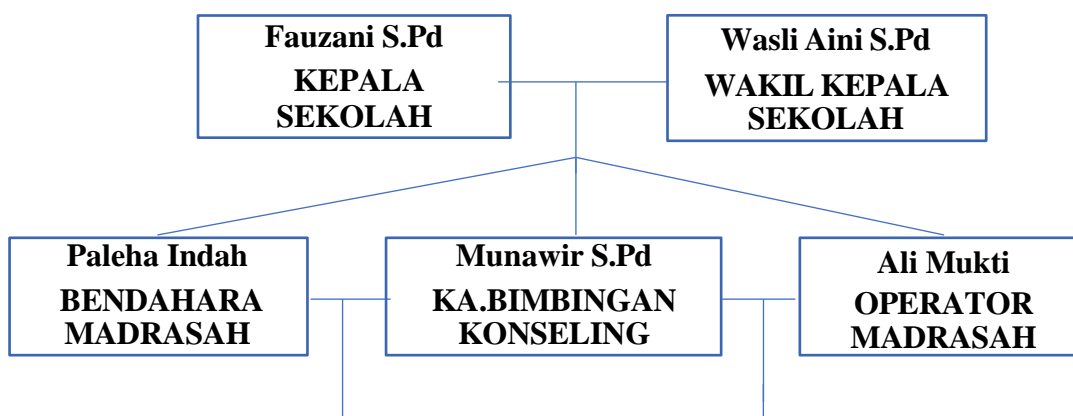 Fauzani S.Pd
KEPALA
SEKOLAH
Wasli Aini S.Pd
WAKIL KEPALA
SEKOLAH
Paleha Indah
BENDAHARA
MADRASAH
Munawir S.Pd
KA.BIMBINGAN
KONSELING
Ali Mukti
OPERATOR
MADRASAH